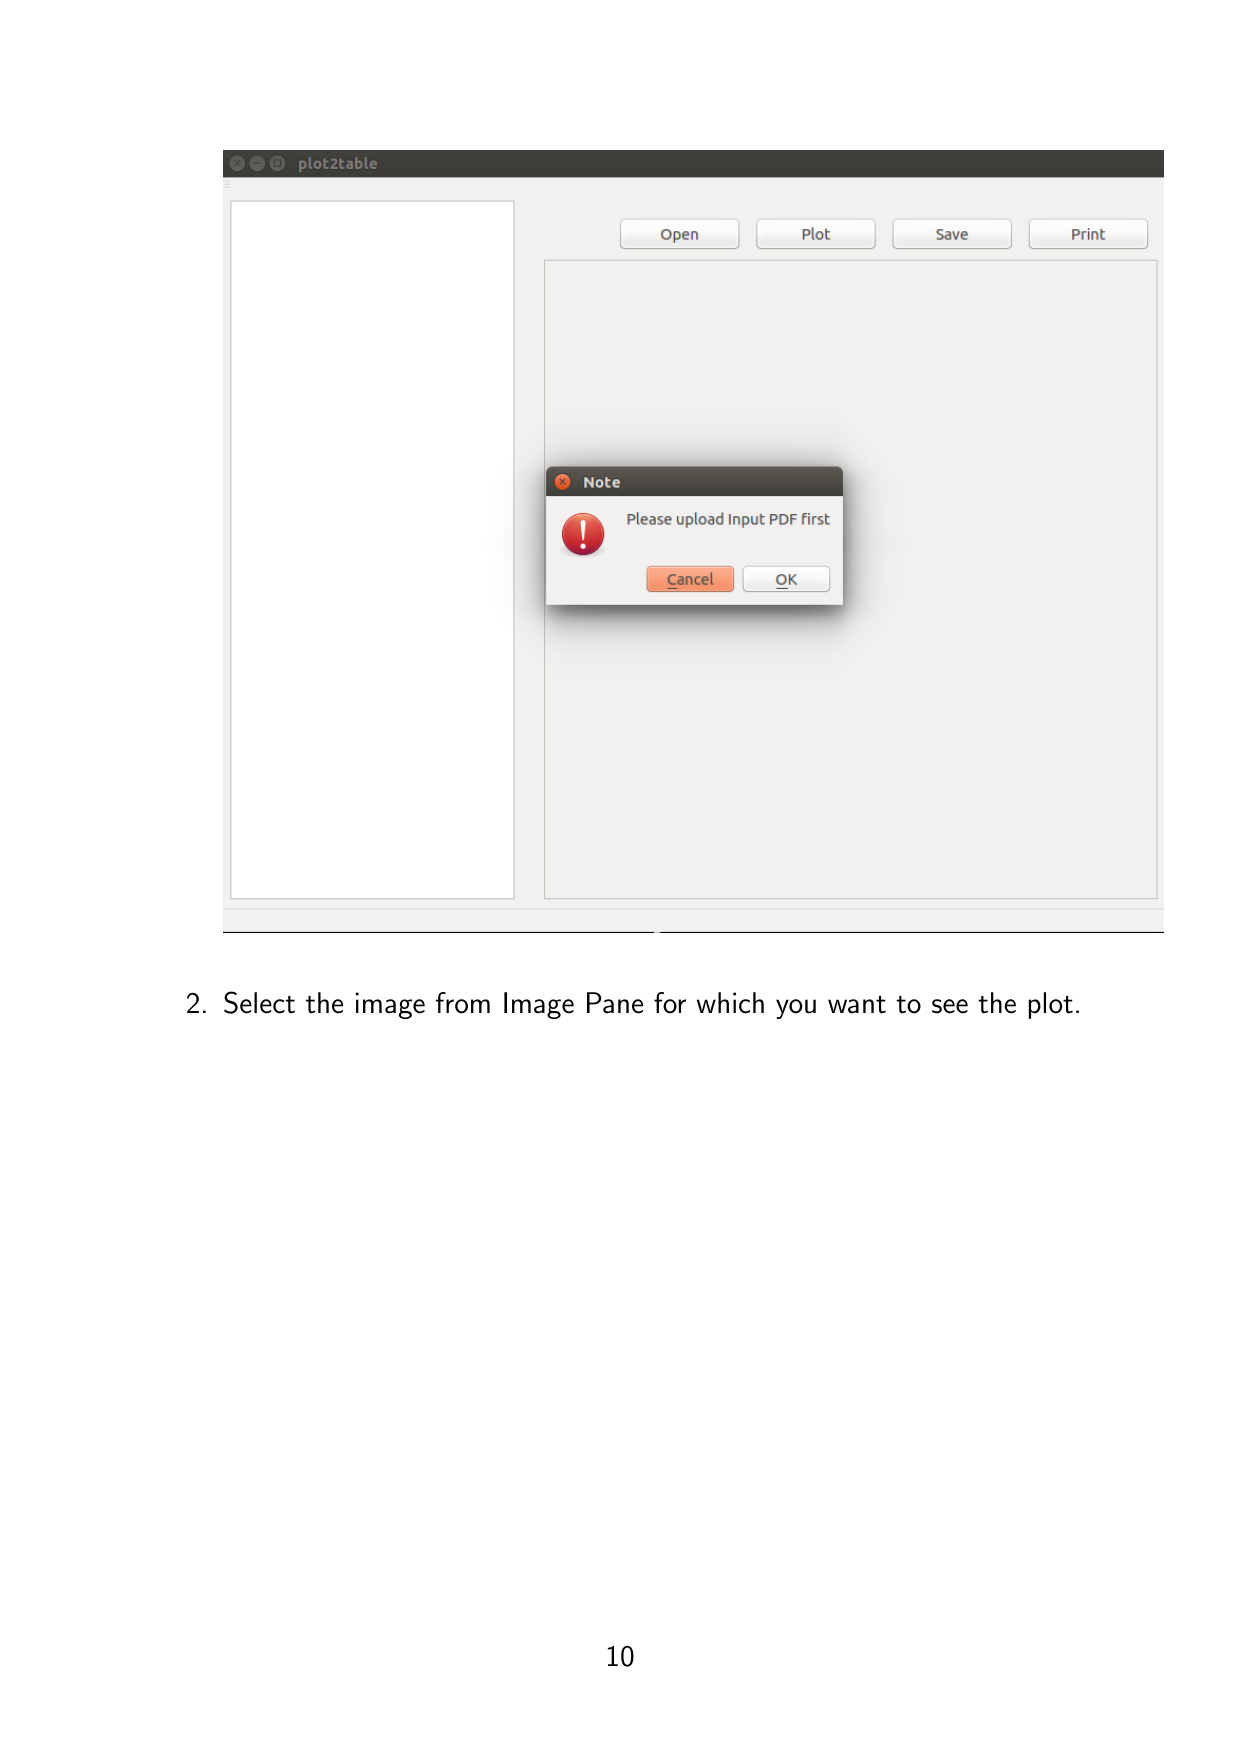 plot2table
Open Plot Save Print
Note
Please upload Input PDF first
Cancel OK
2. Select the image from Image Pane for which you want to see the plot.
10